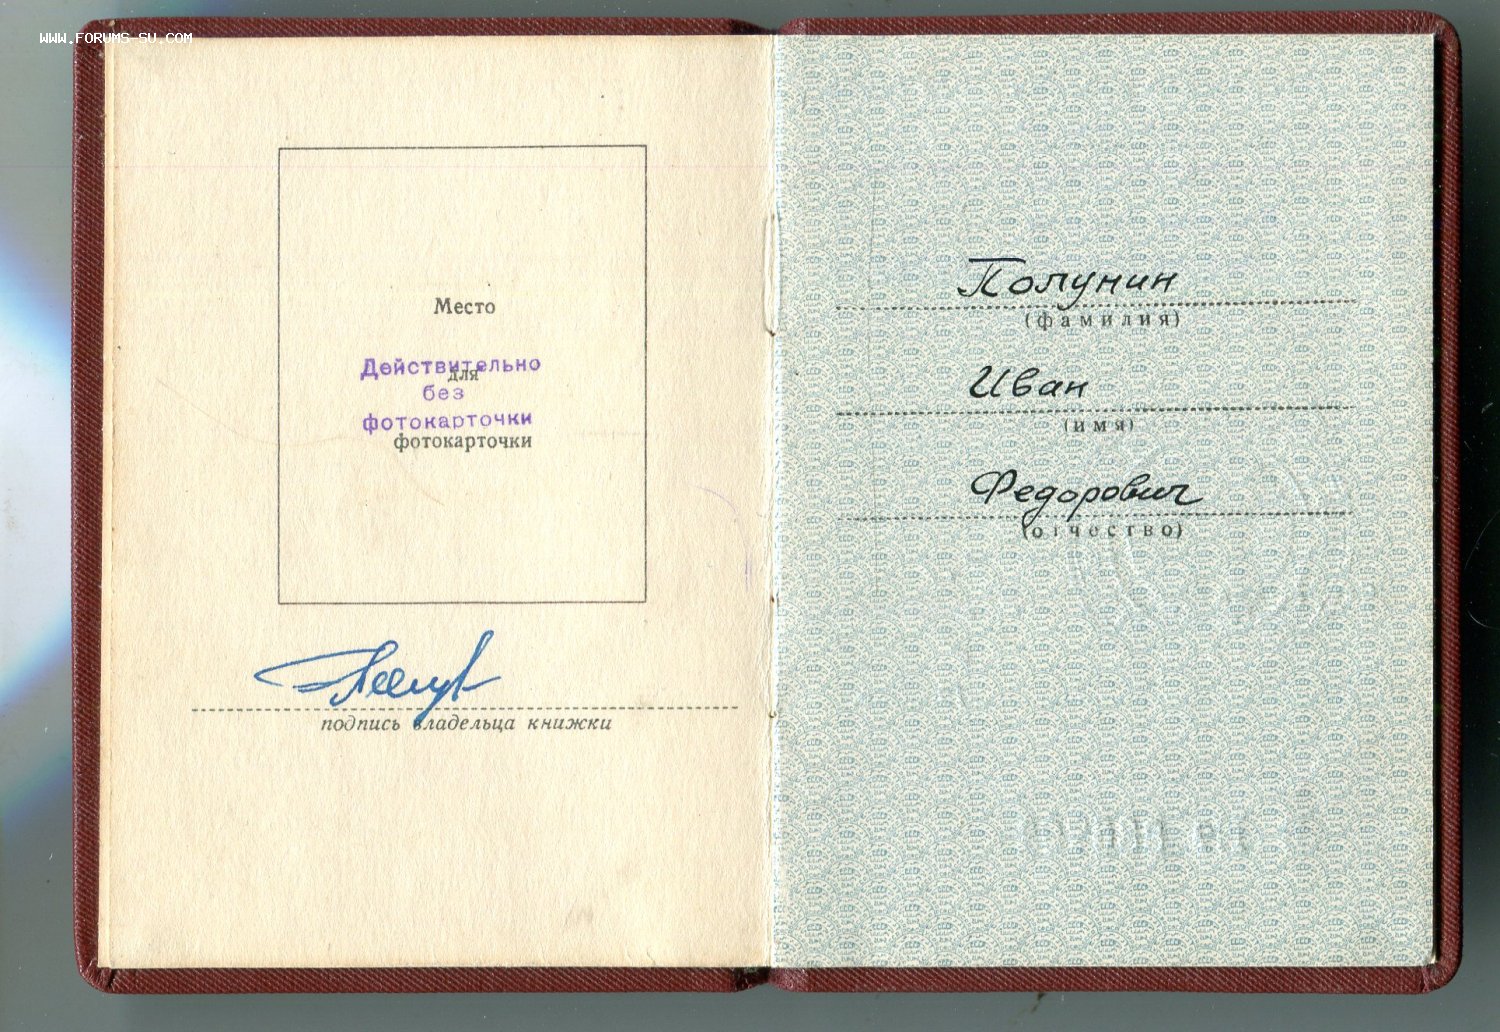 WWW.FORUMS-SU.COM
Место
Действительно
для
без
фотокарточки
фотокарточки
подпись владельца книжки
Полунин
(фамилия)
Иван
(имя)
Федорович
(отчество)